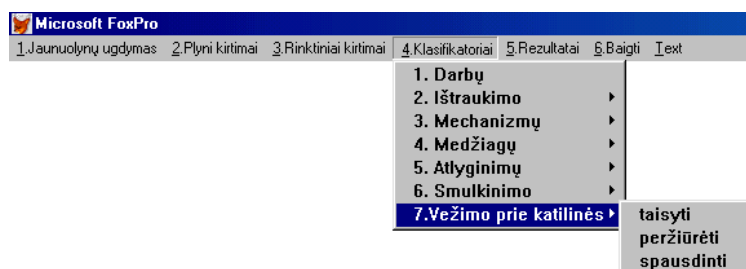 Microsoft FoxPro
1.Jaunuolynų ugdymas 2.Plyni kirtimai 3.Rinktiniai kirtimai 4.Klasifikatoriai 5.Rezultatai 6.Baigti Text
1. Darbų
2. Ištraukimo
3. Mechanizmų
4. Medžiagų
5. Atlyginimų
6. Smulkinimo
7.Vežimo prie katilinės
taisyti
peržiūrėti
spausdinti